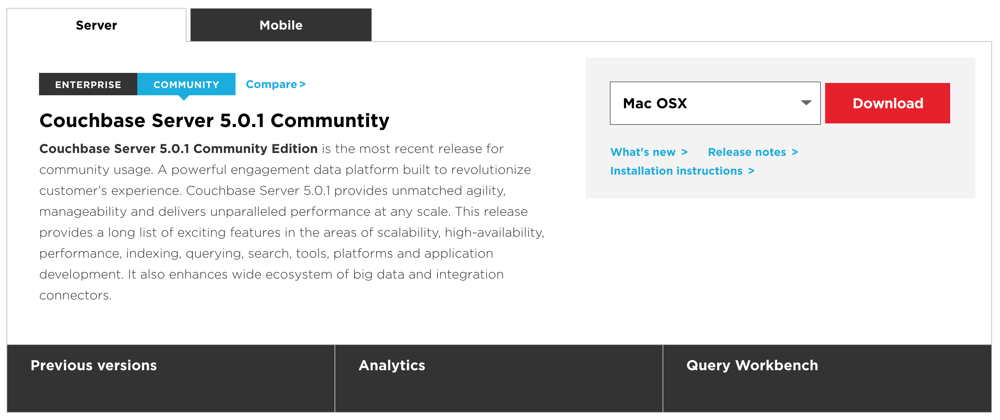 Server
Mobile
ENTERPRISE
COMMUNITY
Compare >
Couchbase Server 5.0.1 Communtity
Couchbase Server 5.0.1 Community Edition is the most recent release for
community usage. A powerful engagement data platform built to revolutionize
customer’s experience. Couchbase Server 5.0.1 provides unmatched agility,
manageability and delivers unparalleled performance at any scale. This release
provides a long list of exciting features in the areas of scalability, high-availability,
performance, indexing, querying, search, tools, platforms and application
development. It also enhances wide ecosystem of big data and integration
connectors.
Mac OSX
Download
What's new >
Release notes >
Installation instructions >
Previous versions
Analytics
Query Workbench